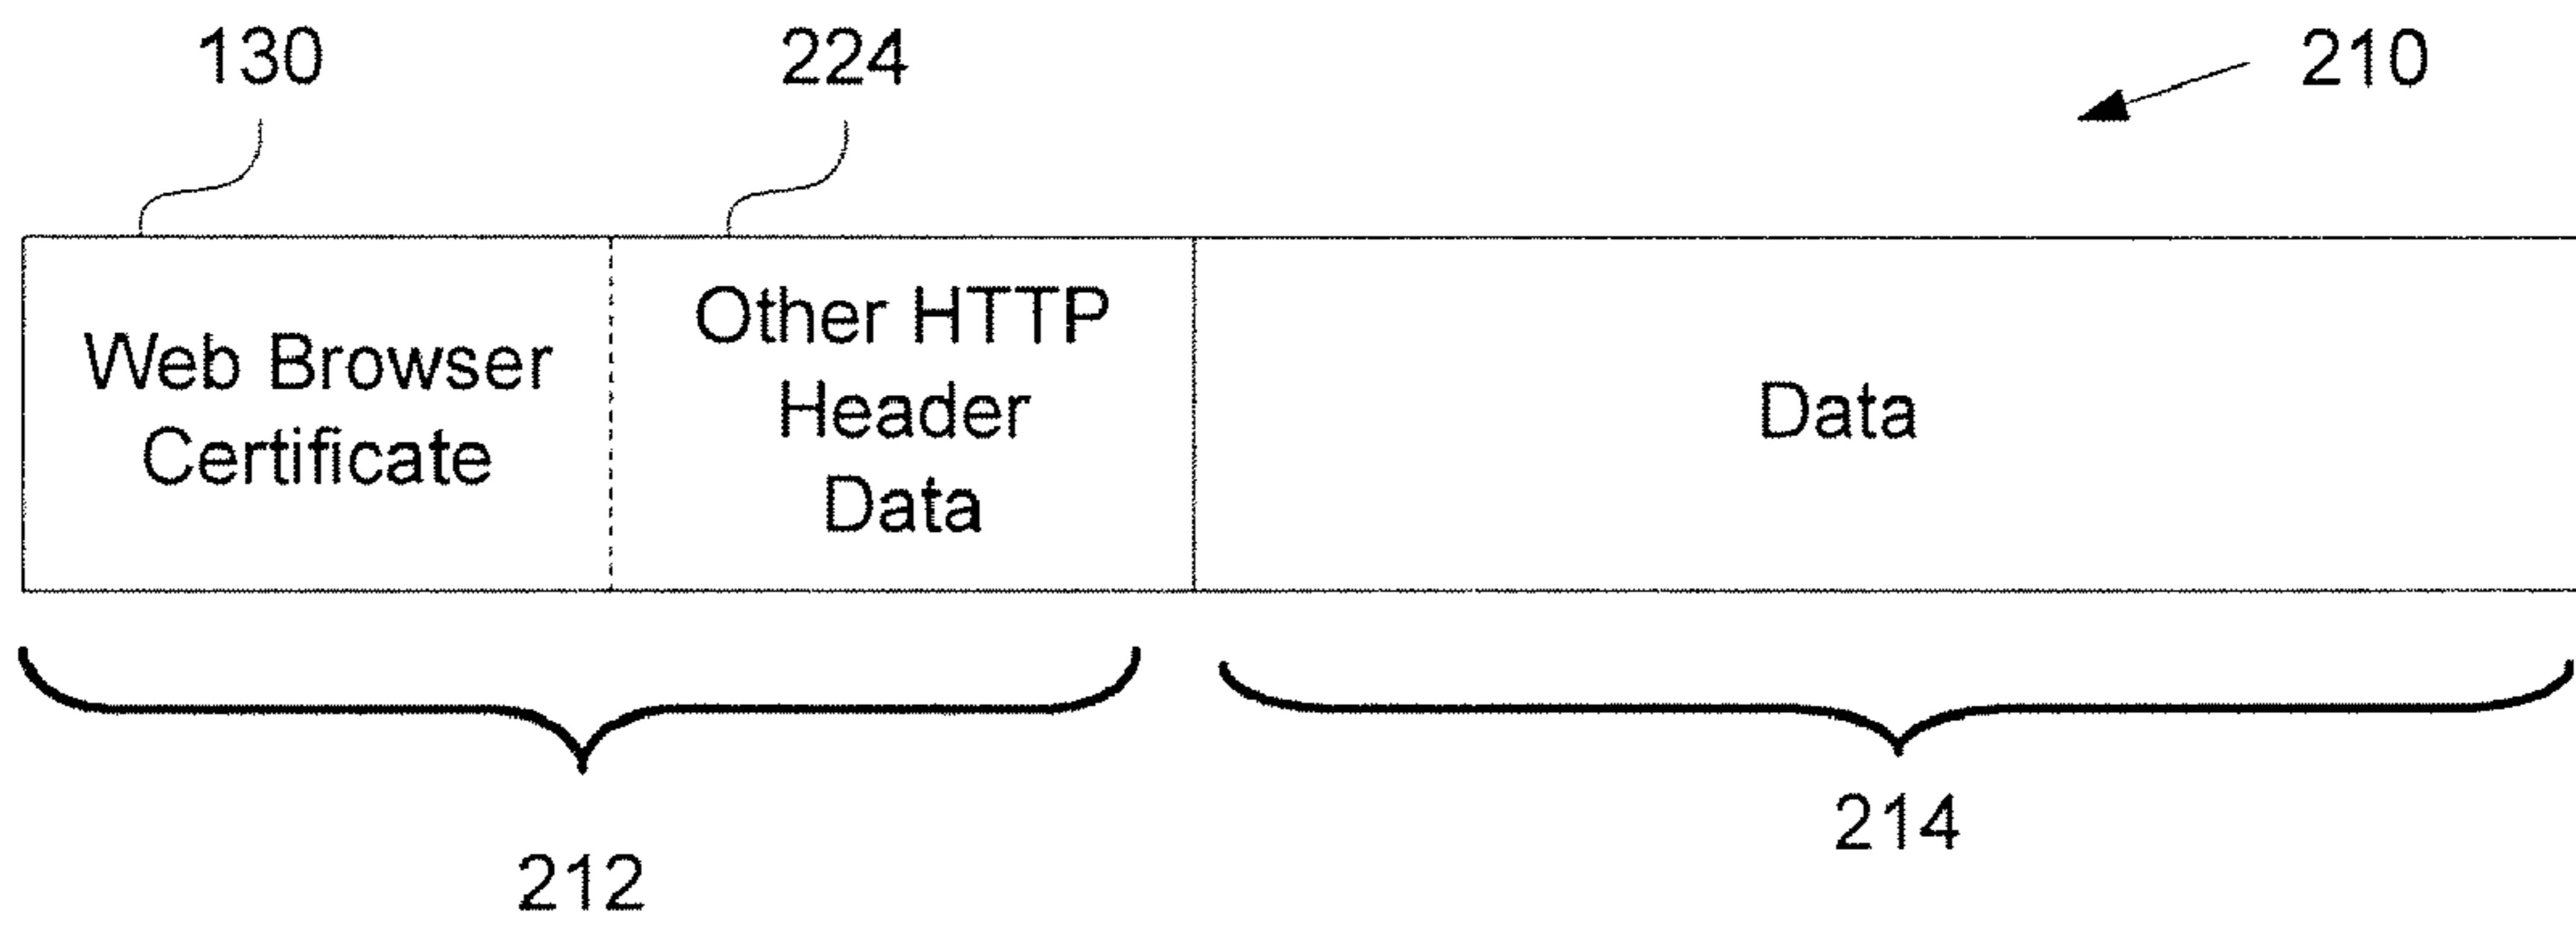 130
224
210
Web Browser
Certificate
Other HTTP
Header
Data
Data
212
214